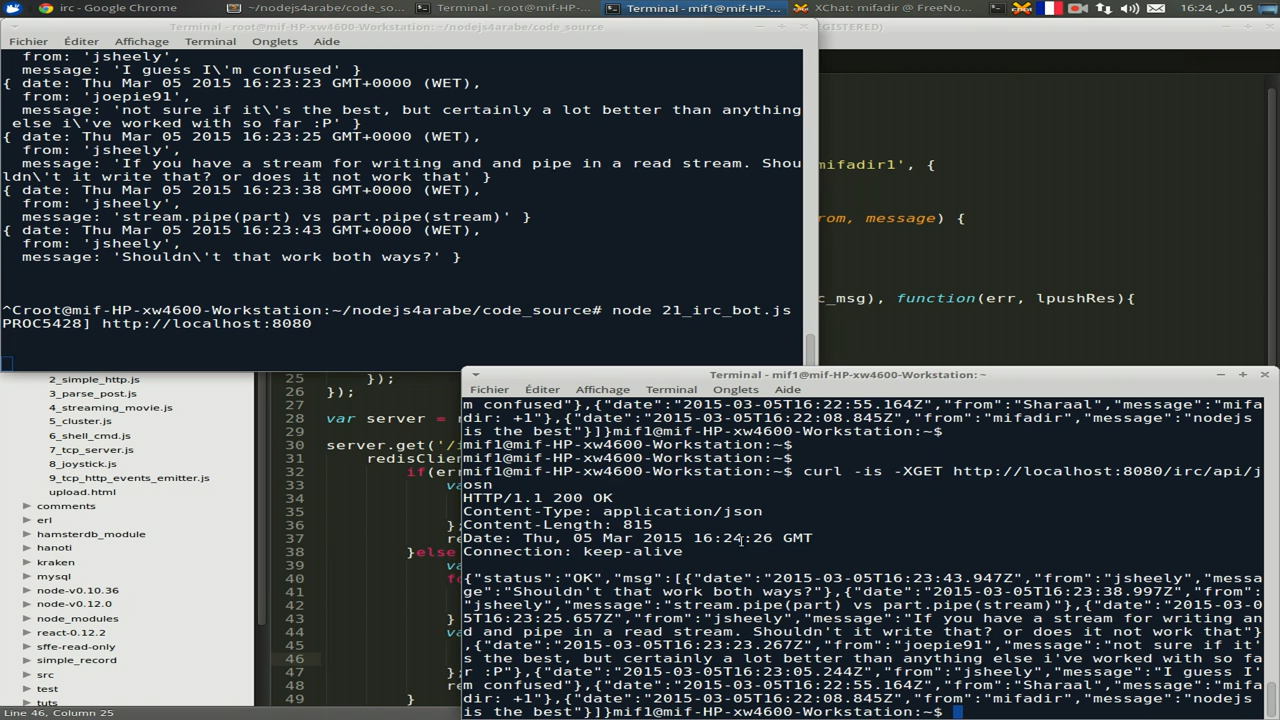 irc - Google Chrome
~/nodejs4arabe/code_so...
Terminal - root@mif-HP-...
Terminal - mif1@mif-HP-...
XChat: mifadir @ FreeNo...
16:24 ,مارس 05
Terminal - root@mif-HP-xw4600-Workstation: ~/nodejs4arabe/code_source
Fichier Éditer Affichage Terminal Onglets Aide
from: 'jsheely',
message: 'I guess I\'m confused' }
{ date: Thu Mar 05 2015 16:23:23 GMT+0000 (WET),
from: 'joepie91',
message: 'not sure if it\'s the best, but certainly a lot better than anything
else i\'ve worked with so far :P' }
{ date: Thu Mar 05 2015 16:23:25 GMT+0000 (WET),
from: 'jsheely',
message: 'If you have a stream for writing and and pipe in a read stream. Shou
ldn\'t it write that? or does it not work that' }
{ date: Thu Mar 05 2015 16:23:38 GMT+0000 (WET),
from: 'jsheely',
message: 'stream.pipe(part) vs part.pipe(stream)' }
{ date: Thu Mar 05 2015 16:23:43 GMT+0000 (WET),
from: 'jsheely',
message: 'Shouldn\'t that work both ways?' }
^Croot@mif-HP-xw4600-Workstation:~/nodejs4arabe/code_source# node 21_irc_bot.js
PROC5428] http://localhost:8080
GISTERED)
mifadir1', {
rom, message) {
c_msg), function(err, lpushRes){
2_simple_http.js
3_parse_post.js
4_streaming_movie.js
5_cluster.js
6_shell_cmd.js
7_tcp_server.js
8_joystick.js
9_tcp_http_events_emitter.js
upload.html
comments
erl
hamsterdb_module
hanoti
kraken
mysql
node-v0.10.36
node-v0.12.0
node_modules
react-0.12.2
sffe-read-only
simple_record
src
test
tuts
25 });
26 });
27
28 var server = r
29
30 server.get('/i
31 redisClien
32 if(err
33 va
34
35
36 };
37 re
38 }else
39 va
40 fo
41
42
43 }
44 va
45
46
47 };
48 re
49 }
Line 46, Column 25
Terminal - mif1@mif-HP-xw4600-Workstation: ~
Fichier Éditer Affichage Terminal Onglets Aide
m confused"},{"date":"2015-03-05T16:22:55.164Z","from":"Sharaal","message":"mifa
dir: +1"},{"date":"2015-03-05T16:22:08.845Z","from":"mifadir","message":"nodejs
is the best"}]}mif1@mif-HP-xw4600-Workstation:~$
mif1@mif-HP-xw4600-Workstation:~$
mif1@mif-HP-xw4600-Workstation:~$
mif1@mif-HP-xw4600-Workstation:~$ curl -is -XGET http://localhost:8080/irc/api/j
osn
HTTP/1.1 200 OK
Content-Type: application/json
Content-Length: 815
Date: Thu, 05 Mar 2015 16:24:26 GMT
Connection: keep-alive
{"status":"OK","msg":[{"date":"2015-03-05T16:23:43.947Z","from":"jsheely","messa
ge":"Shouldn't that work both ways?"},{"date":"2015-03-05T16:23:38.997Z","from":
"jsheely","message":"stream.pipe(part) vs part.pipe(stream)"},{"date":"2015-03-0
5T16:23:25.657Z","from":"jsheely","message":"If you have a stream for writing an
d and pipe in a read stream. Shouldn't it write that? or does it not work that"}
,{"date":"2015-03-05T16:23:23.267Z","from":"joepie91 ","message":"not sure if it'
s the best, but certainly a lot better than anything else i've worked with so fa
r :P"},{"date":"2015-03-05T16:23:05.244Z","from":"jsheely","message":"I guess I'
m confused"},{"date":"2015-03-05T16:22:55.164Z","from":"Sharaal","message":"mifa
dir: +1"},{"date":"2015-03-05T16:22:08.845Z","from":"mifadir","message":"nodejs
is the best"}]}mif1@mif-HP-xw4600-Workstation:~$